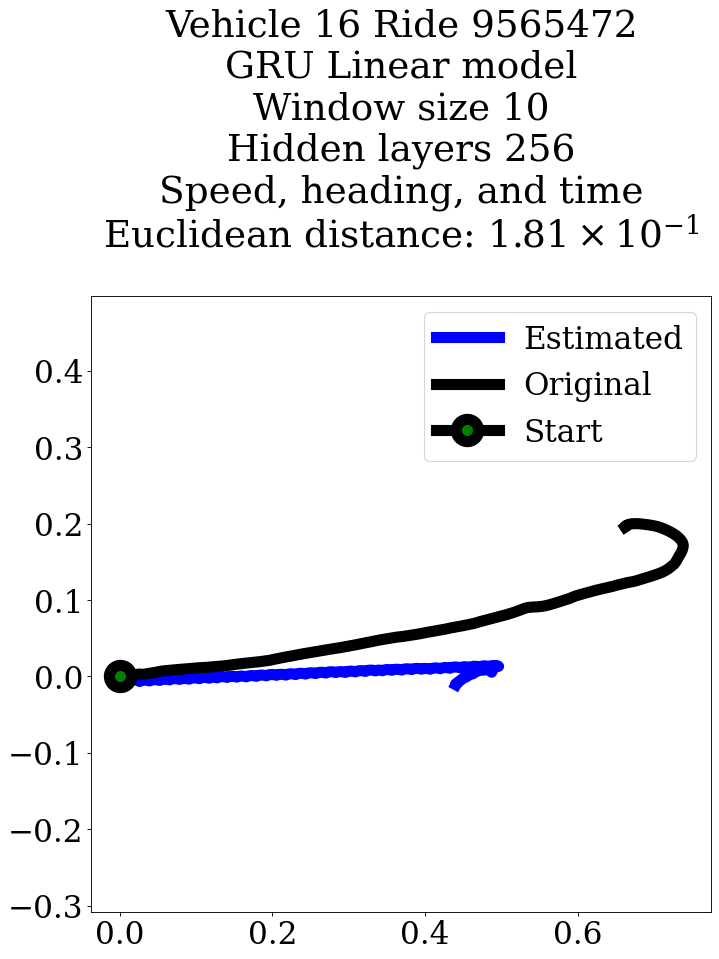 Vehicle 16 Ride 9565472
GRU Linear model
Window size 10
Hidden layers 256
Speed, heading, and time
Euclidean distance: 1.81 × 10⁻¹
Estimated
Original
Start
0.4
0.3
0.2
0.1
0.0
−0.1
−0.2
−0.3
0.0 0.2 0.4 0.6